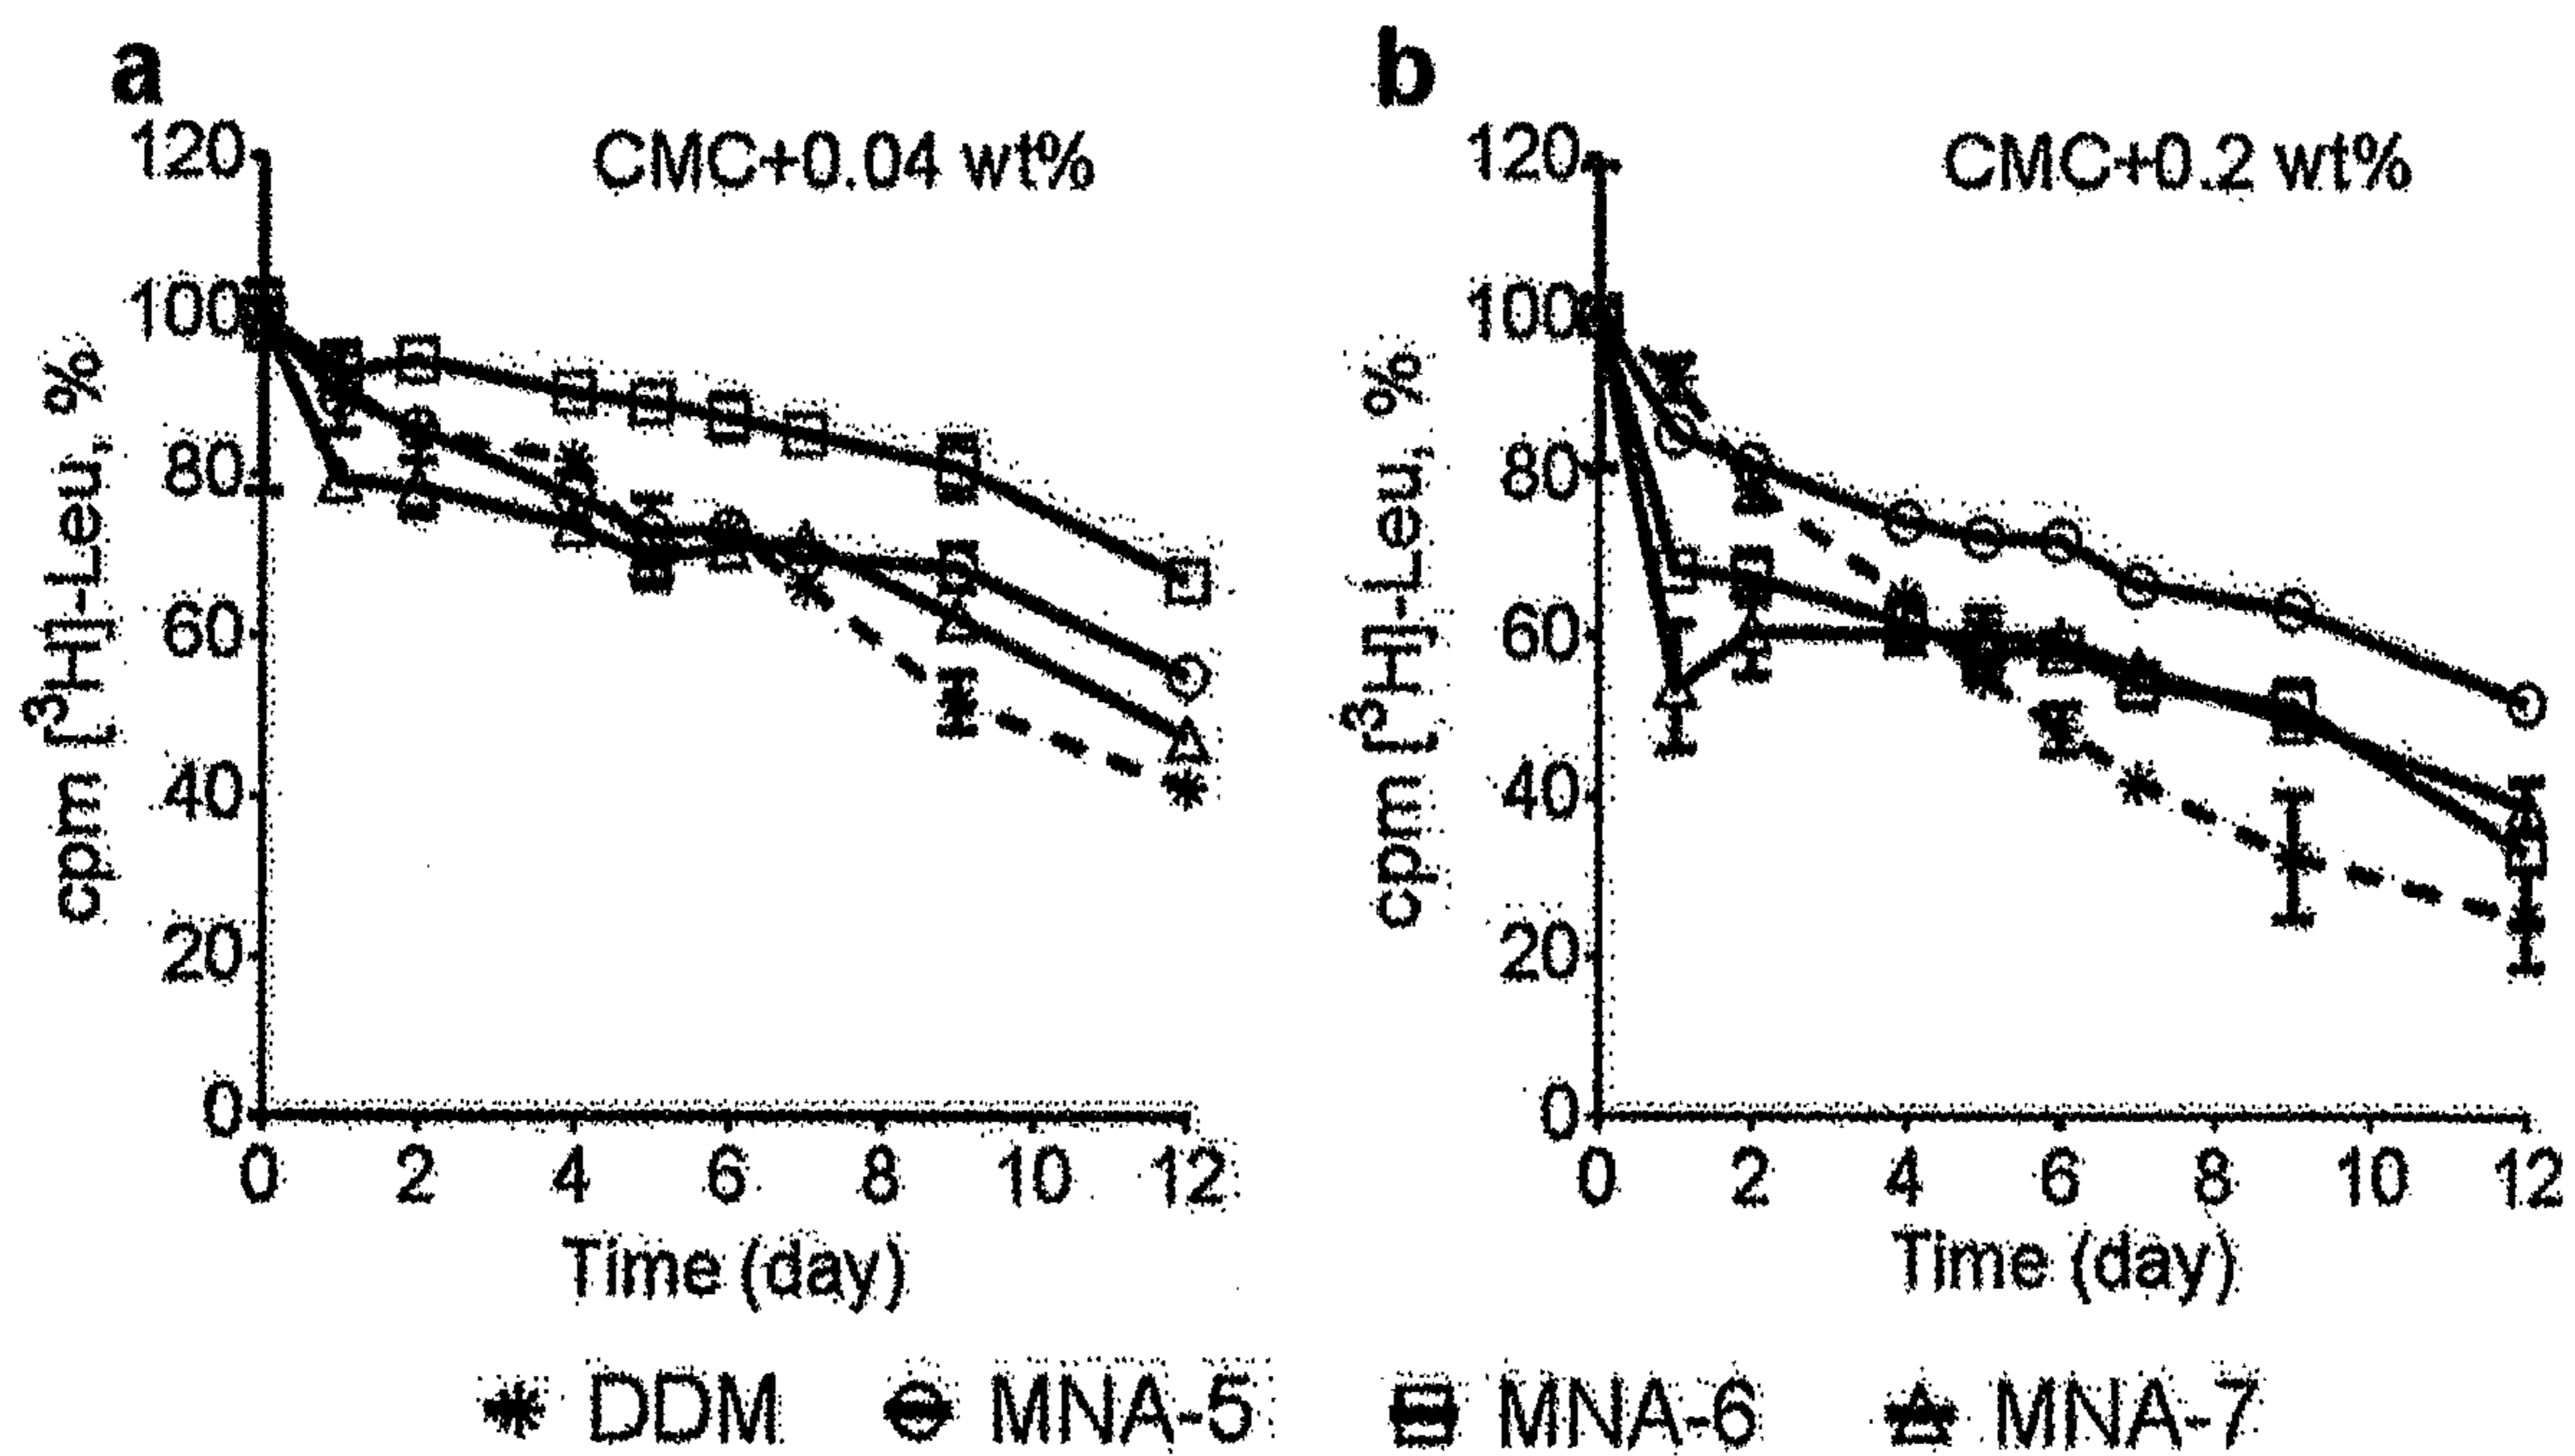 a
b
CMC+0.04 wt%
CMC+0.2 wt%
cpm [³H]-Leu, %
120
100
80
60
40
20
0
0 2 4 6 8 10 12
Time (day)
cpm [³H]-Leu, %
120
100
80
60
40
20
0
0 2 4 6 8 10 12
Time (day)
DDM MNA-5 MNA-6 MNA-7